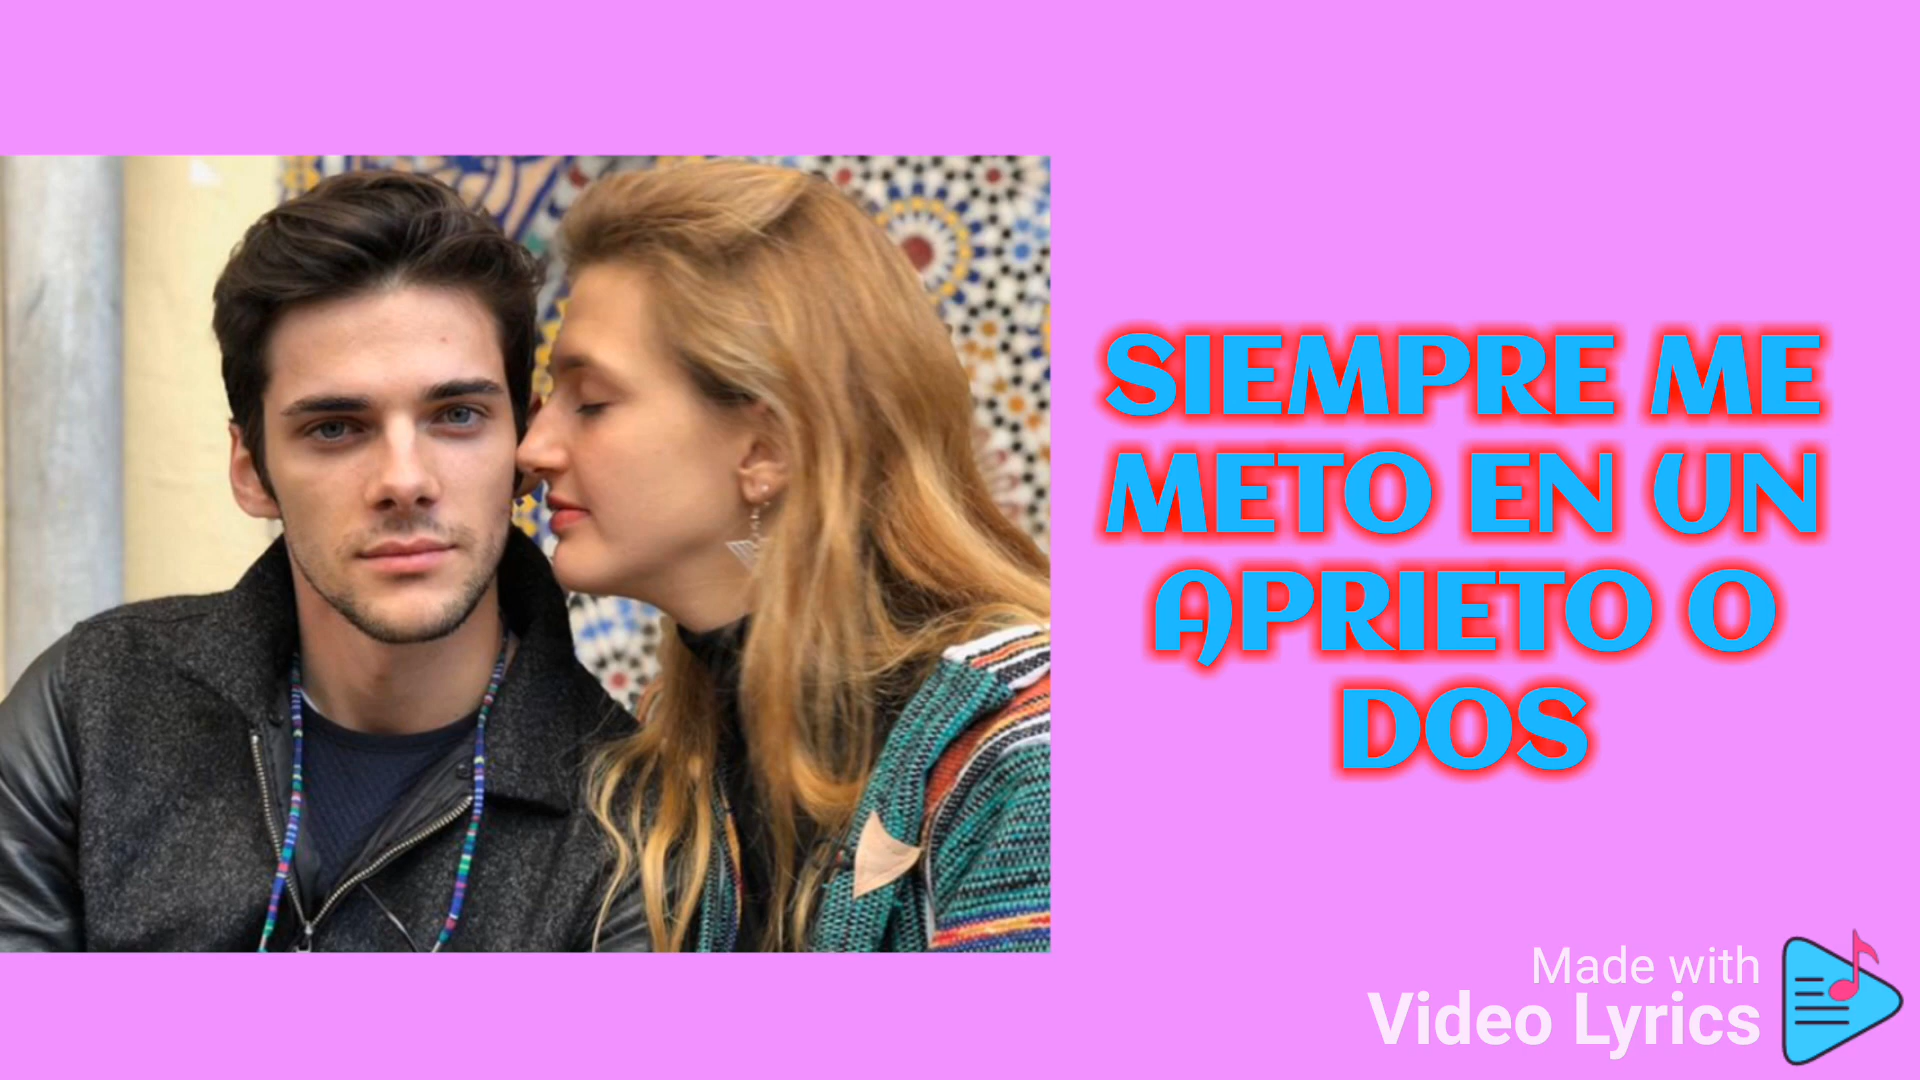 SIEMPRE ME
METO EN UN
APRIETO O
DOS
Made with
Video Lyrics